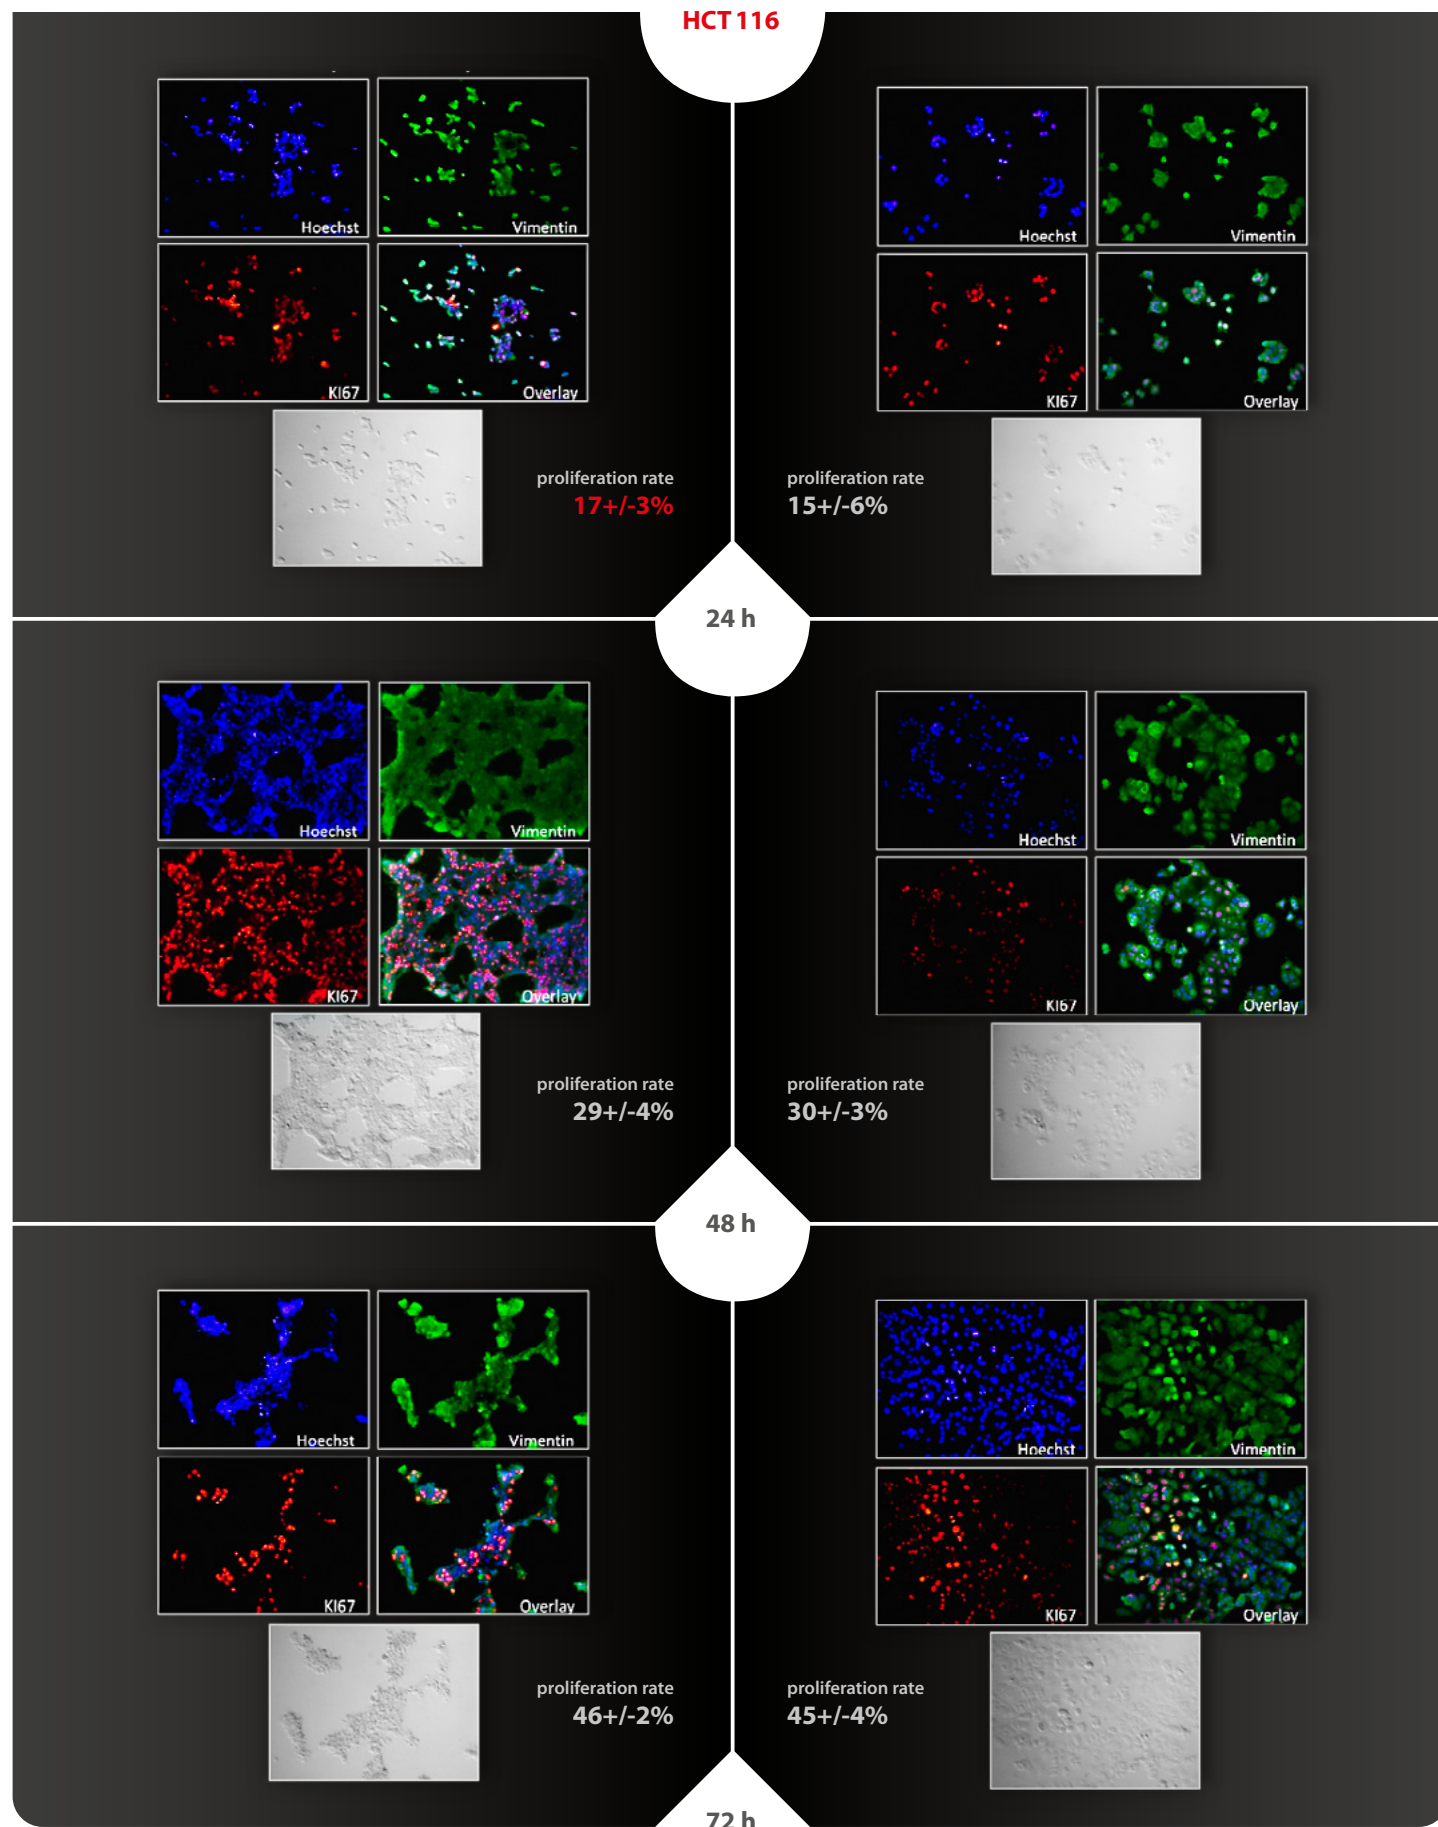 HCT 116
Hoechst
Vimentin
KI67
Overlay
proliferation rate
17+/-3%
Hoechst
Vimentin
KI67
Overlay
proliferation rate
15+/-6%
24 h
Hoechst
Vimentin
KI67
Overlay
proliferation rate
29+/-4%
Hoechst
Vimentin
KI67
Overlay
proliferation rate
30+/-3%
48 h
Hoechst
Vimentin
KI67
Overlay
proliferation rate
46+/-2%
Hoechst
Vimentin
KI67
Overlay
proliferation rate
45+/-4%
72 h